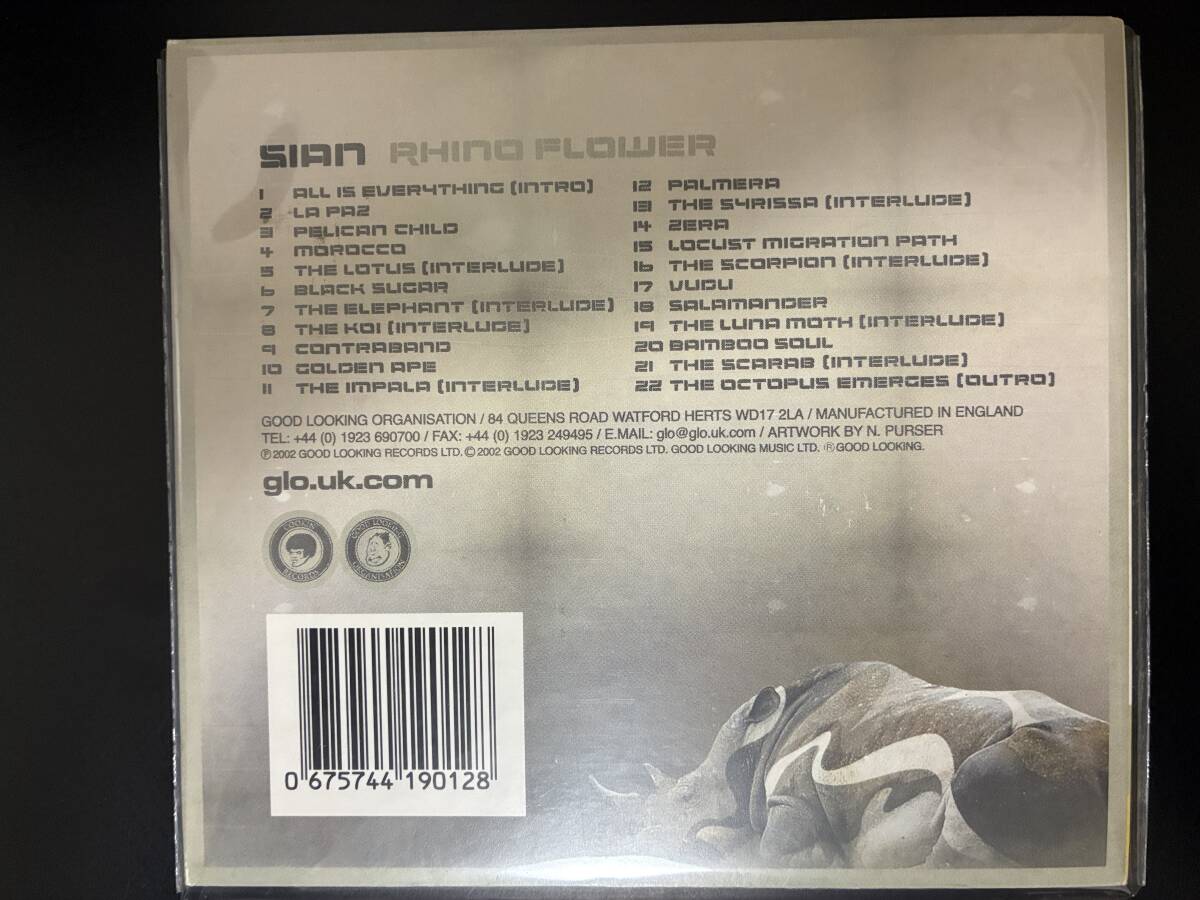 SIAN RHINO FLOWER
1 ALL IS EVERYTHING (INTRO)
2 LA PAZ
3 PELICAN CHILD
4 MOROCCO
5 THE LOTUS (INTERLUDE)
6 BLACK SUGAR
7 THE ELEPHANT (INTERLUDE)
8 THE KOI (INTERLUDE)
9 CONTRABAND
10 GOLDEN APE
11 THE IMPALA (INTERLUDE)
12 PALMERA
13 THE SYRISSA (INTERLUDE)
14 ZERA
15 LOCUST MIGRATION PATH
16 THE SCORPION (INTERLUDE)
17 VUDU
18 SALAMANDER
19 THE LUNA MOTH (INTERLUDE)
20 BAMBOO SOUL
21 THE SCARAB (INTERLUDE)
22 THE OCTOPUS EMERGES (OUTRO)
GOOD LOOKING ORGANISATION / 84 QUEENS ROAD WATFORD HERTS WD17 2LA / MANUFACTURED IN ENGLAND
TEL: +44 (0) 1923 690700 / FAX: +44 (0) 1923 249495 / E.MAIL: glo@glo.uk.com / ARTWORK BY N. PURSER
℗ 2002 GOOD LOOKING RECORDS LTD. © 2002 GOOD LOOKING RECORDS LTD. GOOD LOOKING MUSIC LTD. ® GOOD LOOKING.
glo.uk.com
COOKIN RECORDS
GOOD LOOKING ORGANISATION
0 675744 190128